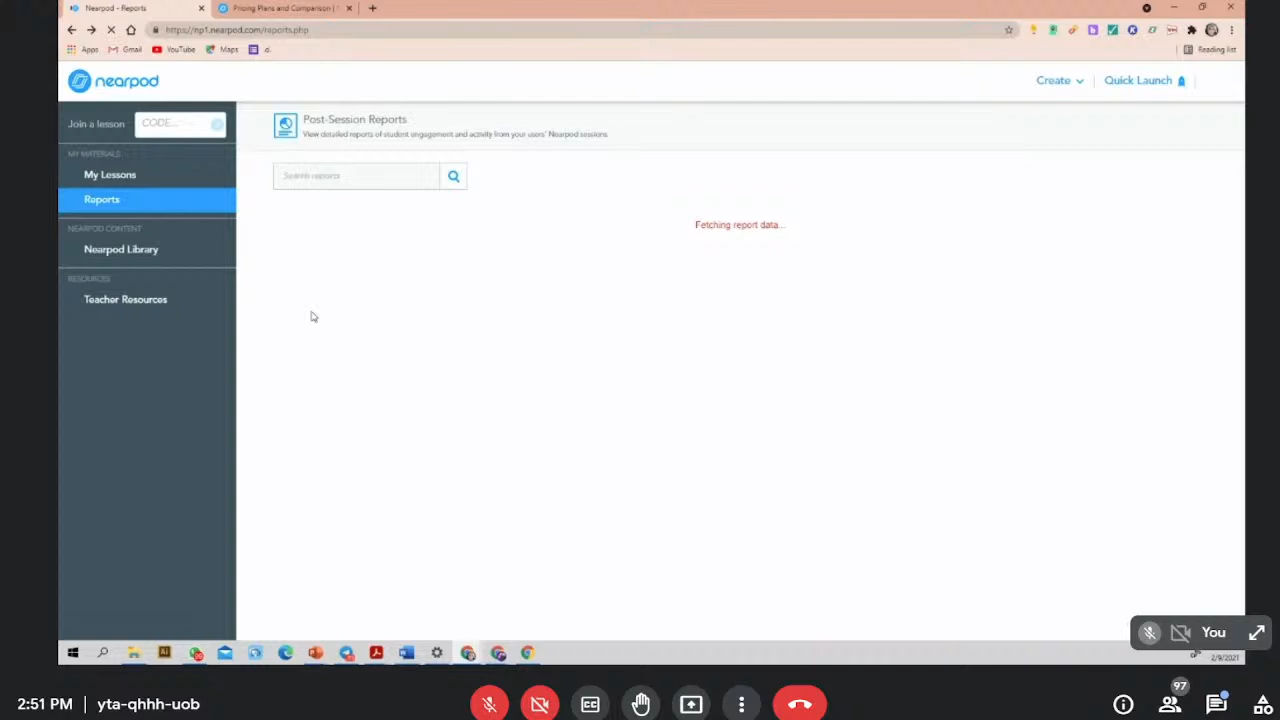 Nearpod - Reports
Pricing Plans and Comparison |
https://np1.nearpod.com/reports.php
Apps
Gmail
YouTube
Maps
Reading list
nearpod
Create
Quick Launch
Join a lesson
CODE...
Post-Session Reports
View detailed reports of student engagement and activity from your users' Nearpod sessions.
MY MATERIALS
My Lessons
Search reports
Reports
Fetching report data...
NEARPOD CONTENT
Nearpod Library
RESOURCES
Teacher Resources
You
2/9/2021
2:51 PM | yta-qhhh-uob
CC
97